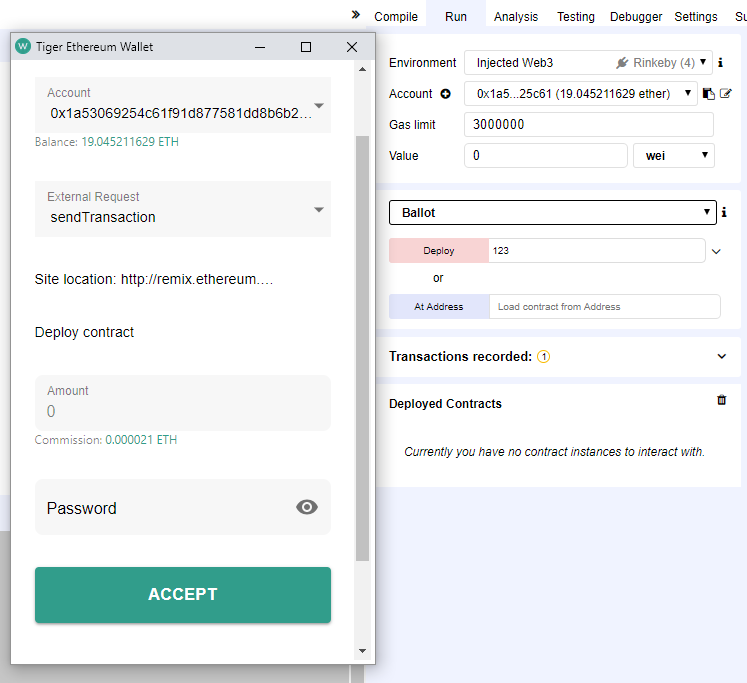 Compile Run Analysis Testing Debugger Settings Su
Tiger Ethereum Wallet
Account
0x1a53069254c61f91d877581dd8b6b2...
Balance: 19.045211629 ETH
External Request
sendTransaction
Site location: http://remix.ethereum....
Deploy contract
Amount
0
Commission: 0.000021 ETH
Password
ACCEPT
Environment Injected Web3 Rinkeby (4)
Account 0x1a5...25c61 (19.045211629 ether)
Gas limit 3000000
Value 0 wei
Ballot
Deploy 123
or
At Address Load contract from Address
Transactions recorded: 1
Deployed Contracts
Currently you have no contract instances to interact with.